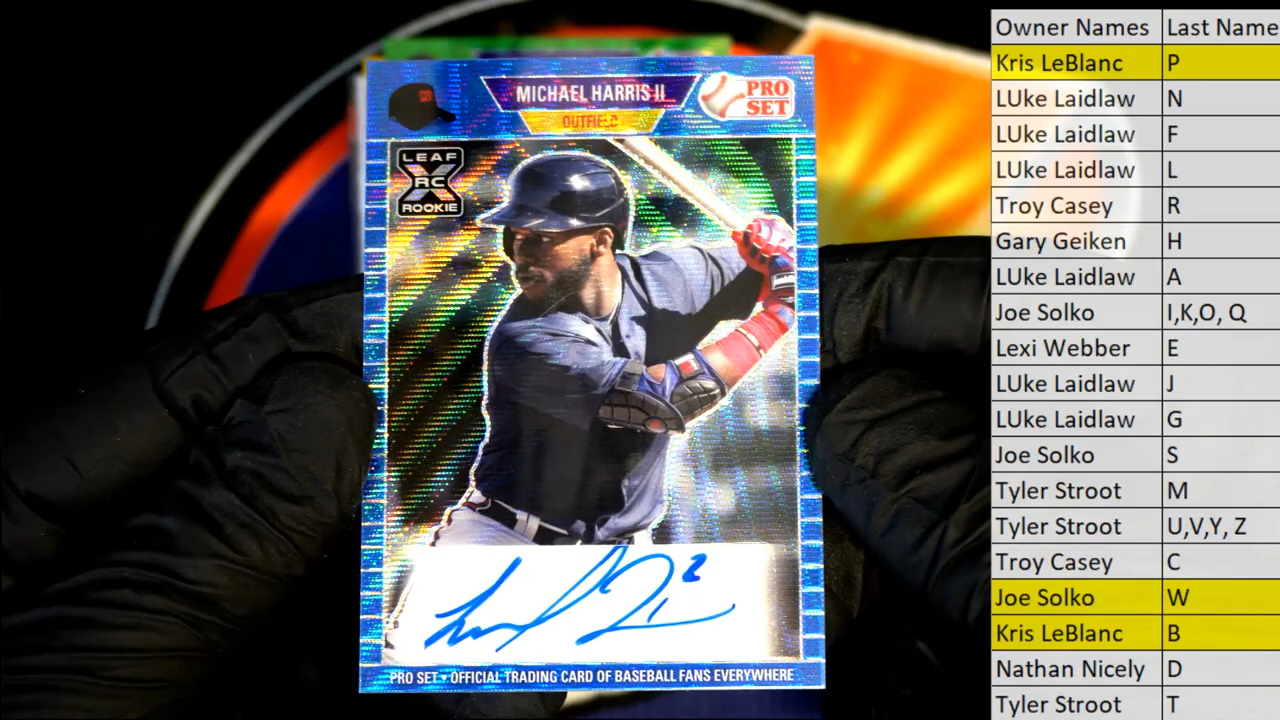 MICHAEL HARRIS II
PRO
SET
OUTFIELD
LEAF
RC
ROOKIE
2
PRO SET • OFFICIAL TRADING CARD OF BASEBALL FANS EVERYWHERE
Owner Names Last Name
Kris LeBlanc P
LUke Laidlaw N
LUke Laidlaw F
LUke Laidlaw L
Troy Casey R
Gary Geiken H
LUke Laidlaw A
Joe Solko I,K,O, Q
Lexi Webber E
LUke Laidlaw J
LUke Laidlaw G
Joe Solko S
Tyler Stroot M
Tyler Stroot U,V,Y, Z
Troy Casey C
Joe Solko W
Kris LeBlanc B
Nathan Nicely D
Tyler Stroot T